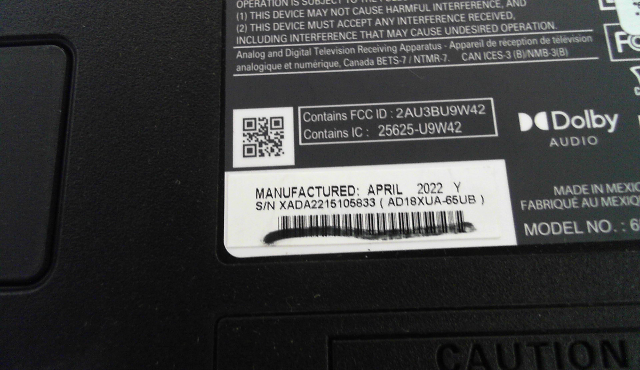 OPERATION IS SUBJECT TO THE FOLLO
(1) THIS DEVICE MAY NOT CAUSE HARMFUL INTERFERENCE, AND
(2) THIS DEVICE MUST ACCEPT ANY INTERFERENCE RECEIVED,
INCLUDING INTERFERENCE THAT MAY CAUSE UNDESIRED OPERATION.
Analog and Digital Television Receiving Apparatus - Appareil de réception de télévision
analogique et numérique, Canada BETS-7 / NTMR-7. CAN ICES-3 (B)/NMB-3(B)
Contains FCC ID : 2AU3BU9W42
Contains IC : 25625-U9W42
Dolby
AUDIO
MANUFACTURED: APRIL 2022 Y
S/N XADA2215105833 ( AD18XUA-65UB )
MADE IN MEXIC
FABRIQUÉ AU MEXIQ
MODEL NO. : 6
CAUTION